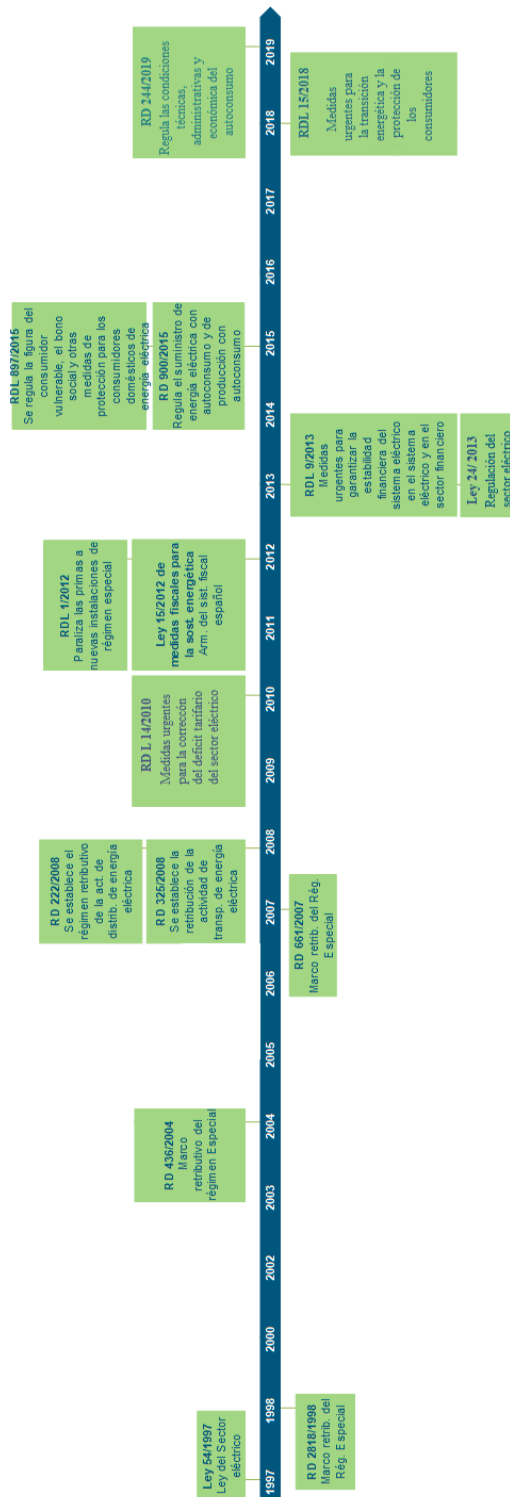 Ley 54/1997
Ley del Sector
eléctrico
RD 436/2004
Marco
retributivo del
régimen Especial
RD 222/2008
Se establece el
régimen retributivo
de la act. de
distrib. de energía
eléctrica
RD 325/2008
Se establece la
retribución de la
actividad de
transp. de energía
eléctrica
RD L 14/2010
Medidas urgentes
para la correccón
del deficit tarifario
del sector eléctrico
RDL 1/2012
Paraliza las primas a
nuevas instalaciones de
régimen especial
Ley 15/2012 de
medidas fiscales para
la sost. energética
Arm. del sist. fiscal
español
RDL 897/2015
Se regula la figura del
consumidor
vulnerable, el bono
social y otras
medidas de
protección para los
consumidores
domésticos de
energía eléctrica
RD 900/2015
Regula el suministro de
energía eléctrica con
autoconsumo y de
producción con
autoconsumo
RD 244/2019
Regula las condiciones
técnicas,
administrativas y
económica del
autoconsumo
1997 1998 2000 2002 2003 2004 2005 2006 2007 2008 2009 2010 2011 2012 2013 2014 2015 2016 2017 2018 2019
RD 2818/1998
Marco retrib. del
Rég. Especial
RD 661/2007
Marco retrib. del Rég.
Especial
RDL 9/2013
Medidas
urgentes para
garantizar la
estabilidad
financiera del
sistema eléctrico
en el sistema
eléctrico y en el
sector financiero
Ley 24/ 2013
Regulación del
sector eléctrico
RDL 15/2018
Medidas
urgentes para
la transición
energética y la
protección de
los
consumidores